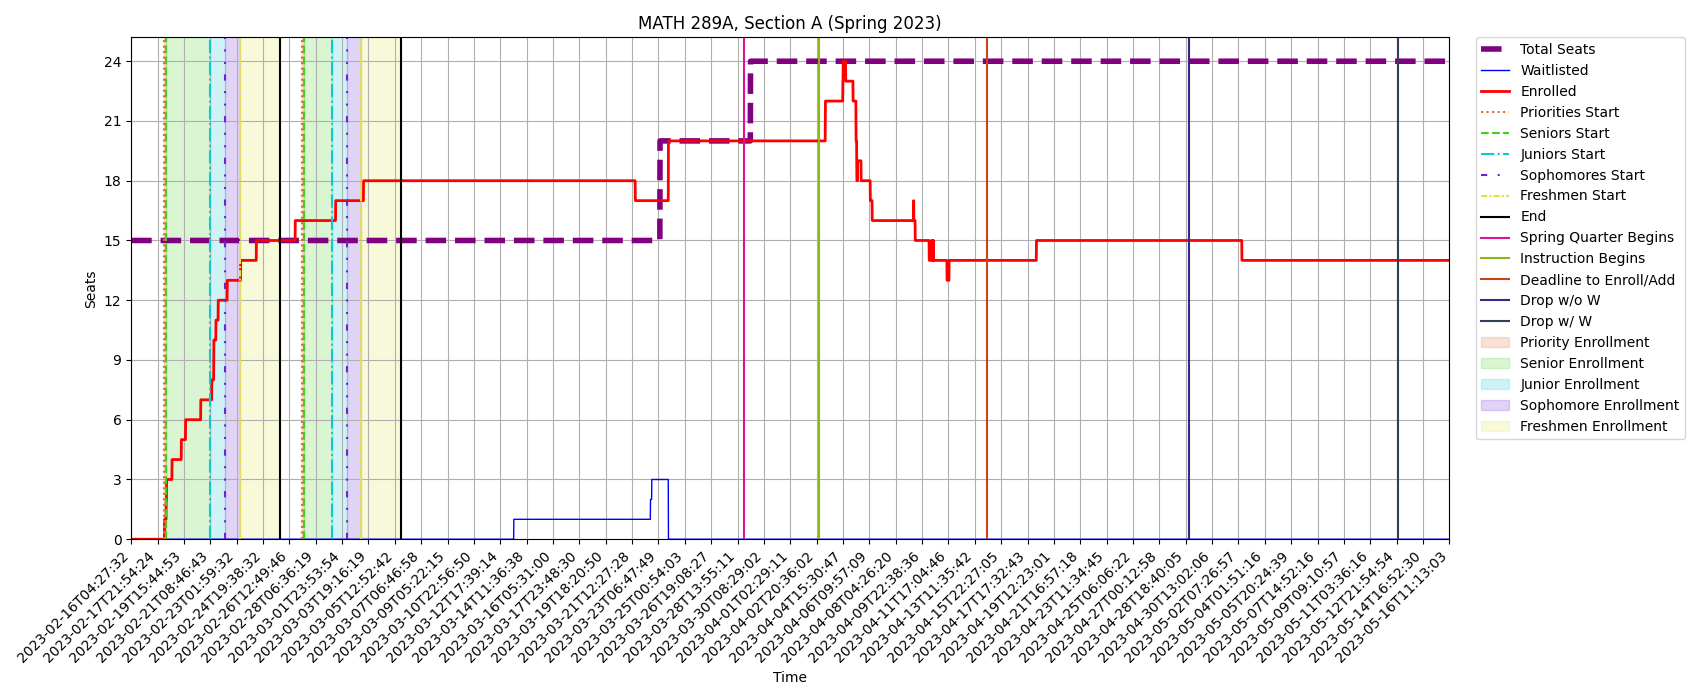 MATH 289A, Section A (Spring 2023)
Seats
24
21
18
15
12
9
6
3
0
2023-02-16T04:27:32
2023-02-17T21:54:24
2023-02-19T15:44:53
2023-02-21T08:46:43
2023-02-23T01:59:32
2023-02-24T19:38:32
2023-02-26T12:49:46
2023-02-28T06:36:19
2023-03-01T23:53:54
2023-03-03T19:16:19
2023-03-05T12:52:42
2023-03-07T06:46:58
2023-03-09T05:22:15
2023-03-10T22:56:50
2023-03-12T17:39:14
2023-03-14T11:36:38
2023-03-16T05:31:00
2023-03-17T23:48:30
2023-03-19T18:20:50
2023-03-21T12:27:28
2023-03-23T06:47:49
2023-03-25T00:54:03
2023-03-26T19:08:27
2023-03-28T13:55:11
2023-03-30T08:29:02
2023-04-01T02:29:11
2023-04-02T20:36:02
2023-04-04T15:30:47
2023-04-06T09:57:09
2023-04-08T04:26:20
2023-04-09T22:38:36
2023-04-11T17:04:46
2023-04-13T11:35:42
2023-04-15T22:27:05
2023-04-17T17:32:43
2023-04-19T12:23:01
2023-04-21T16:57:18
2023-04-23T11:34:45
2023-04-25T06:06:22
2023-04-27T00:12:58
2023-04-28T18:40:05
2023-04-30T13:02:06
2023-05-02T07:26:57
2023-05-04T01:51:16
2023-05-05T20:24:39
2023-05-07T14:52:16
2023-05-09T09:10:57
2023-05-11T03:36:16
2023-05-12T21:54:54
2023-05-14T16:52:30
2023-05-16T11:13:03
Time
Total Seats
Waitlisted
Enrolled
Priorities Start
Seniors Start
Juniors Start
Sophomores Start
Freshmen Start
End
Spring Quarter Begins
Instruction Begins
Deadline to Enroll/Add
Drop w/o W
Drop w/ W
Priority Enrollment
Senior Enrollment
Junior Enrollment
Sophomore Enrollment
Freshmen Enrollment